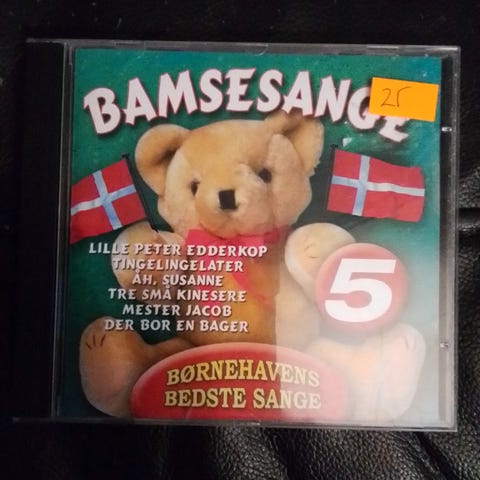 BAMSESANGE
25
LILLE PETER EDDERKOP
TINGELINGELATER
ÅH, SUSANNE
TRE SMÅ KINESERE
MESTER JACOB
DER BOR EN BAGER
5
BØRNEHAVENS
BEDSTE SANGE